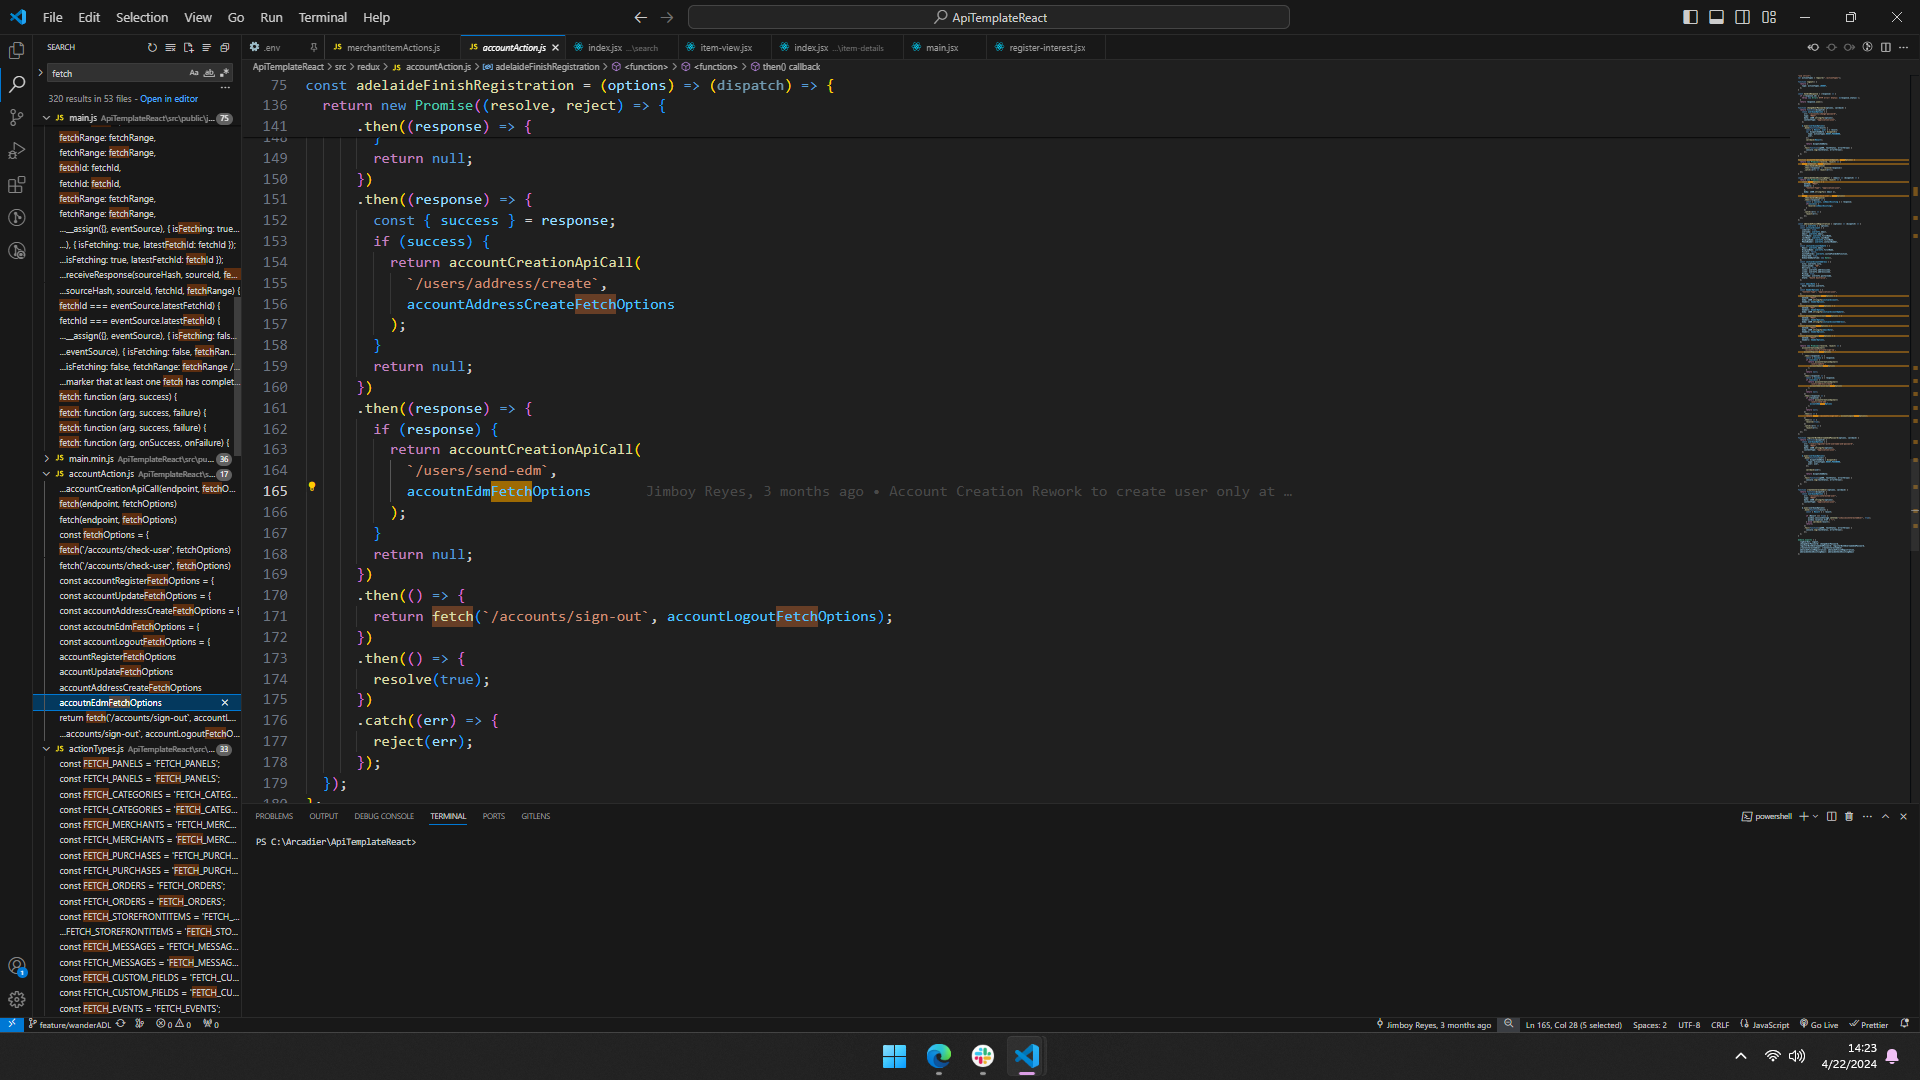 File Edit Selection View Go Run Terminal Help
ApiTemplateReact
SEARCH
fetch
Aa ab
320 results in 53 files - Open in editor
main.js ApiTemplateReact\src\public\j... 75
fetchRange: fetchRange,
fetchRange: fetchRange,
fetchId: fetchId,
fetchId: fetchId,
fetchRange: fetchRange,
fetchRange: fetchRange,
...__assign({}, eventSource), { isFetching: true...
...), { isFetching: true, latestFetchId: fetchId });
...isFetching: true, latestFetchId: fetchId });
...receiveResponse(sourceHash, sourceId, fe...
...sourceHash, sourceId, fetchId, fetchRange) {
fetchId === eventSource.latestFetchId) {
fetchId === eventSource.latestFetchId) {
...__assign({}, eventSource), { isFetching: fals...
...eventSource), { isFetching: false, fetchRan...
...isFetching: false, fetchRange: fetchRange /...
...marker that at least one fetch has complet...
fetch: function (arg, success) {
fetch: function (arg, success, failure) {
fetch: function (arg, success, failure) {
fetch: function (arg, onSuccess, onFailure) {
main.min.js ApiTemplateReact\src\pu... 36
accountAction.js ApiTemplateReact\s... 17
...accountCreationApiCall(endpoint, fetchO...
fetch(endpoint, fetchOptions)
fetch(endpoint, fetchOptions)
const fetchOptions = {
fetch(`/accounts/check-user`, fetchOptions)
fetch(`/accounts/check-user`, fetchOptions)
const accountRegisterFetchOptions = {
const accountUpdateFetchOptions = {
const accountAddressCreateFetchOptions = {
const accoutnEdmFetchOptions = {
const accountLogoutFetchOptions = {
accountRegisterFetchOptions
accountUpdateFetchOptions
accountAddressCreateFetchOptions
accoutnEdmFetchOptions
return fetch(`/accounts/sign-out`, accountL...
...accounts/sign-out`, accountLogoutFetchO...
actionTypes.js ApiTemplateReact\src\... 33
const FETCH_PANELS = 'FETCH_PANELS';
const FETCH_PANELS = 'FETCH_PANELS';
const FETCH_CATEGORIES = 'FETCH_CATEG...
const FETCH_CATEGORIES = 'FETCH_CATEG...
const FETCH_MERCHANTS = 'FETCH_MERC...
const FETCH_MERCHANTS = 'FETCH_MERC...
const FETCH_PURCHASES = 'FETCH_PURCH...
const FETCH_PURCHASES = 'FETCH_PURCH...
const FETCH_ORDERS = 'FETCH_ORDERS';
const FETCH_ORDERS = 'FETCH_ORDERS';
const FETCH_STOREFRONTITEMS = 'FETCH_...
...FETCH_STOREFRONTITEMS = 'FETCH_STO...
const FETCH_MESSAGES = 'FETCH_MESSAG...
const FETCH_MESSAGES = 'FETCH_MESSAG...
const FETCH_CUSTOM_FIELDS = 'FETCH_CU...
const FETCH_CUSTOM_FIELDS = 'FETCH_CU...
const FETCH_EVENTS = 'FETCH_EVENTS';
.env JS merchantItemActions.js JS accountAction.js index.jsx ...\search item-view.jsx index.jsx ...\item-details main.jsx register-interest.jsx
ApiTemplateReact > src > redux > JS accountAction.js > adelaideFinishRegistration > <function> > <function> > then() callback
75 const adelaideFinishRegistration = (options) => (dispatch) => {
136 return new Promise((resolve, reject) => {
141 .then((response) => {
148 }
149 return null;
150 })
151 .then((response) => {
152 const { success } = response;
153 if (success) {
154 return accountCreationApiCall(
155 `/users/address/create`,
156 accountAddressCreateFetchOptions
157 );
158 }
159 return null;
160 })
161 .then((response) => {
162 if (response) {
163 return accountCreationApiCall(
164 `/users/send-edm`,
165 accoutnEdmFetchOptions Jimboy Reyes, 3 months ago • Account Creation Rework to create user only at …
166 );
167 }
168 return null;
169 })
170 .then(() => {
171 return fetch(`/accounts/sign-out`, accountLogoutFetchOptions);
172 })
173 .then(() => {
174 resolve(true);
175 })
176 .catch((err) => {
177 reject(err);
178 });
179 });
180 };
PROBLEMS OUTPUT DEBUG CONSOLE TERMINAL PORTS GITLENS
powershell
PS C:\Arcadier\ApiTemplateReact>
feature/wanderADL 0 0 0
Jimboy Reyes, 3 months ago Ln 165, Col 28 (5 selected) Spaces: 2 UTF-8 CRLF JavaScript Go Live Prettier
14:23
4/22/2024